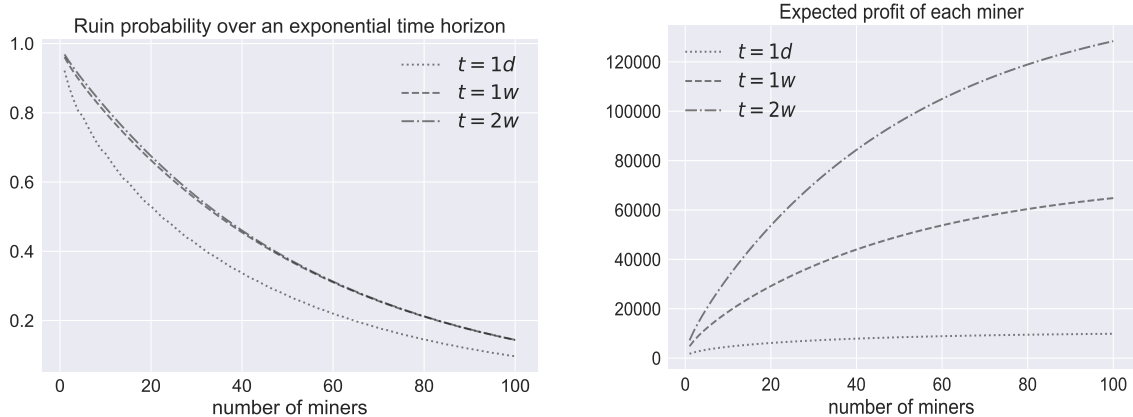 Ruin probability over an exponential time horizon
1.0
0.8
0.6
0.4
0.2
t = 1d
t = 1w
t = 2w
0 20 40 60 80 100
number of miners
Expected profit of each miner
120000
100000
80000
60000
40000
20000
0
t = 1d
t = 1w
t = 2w
0 20 40 60 80 100
number of miners